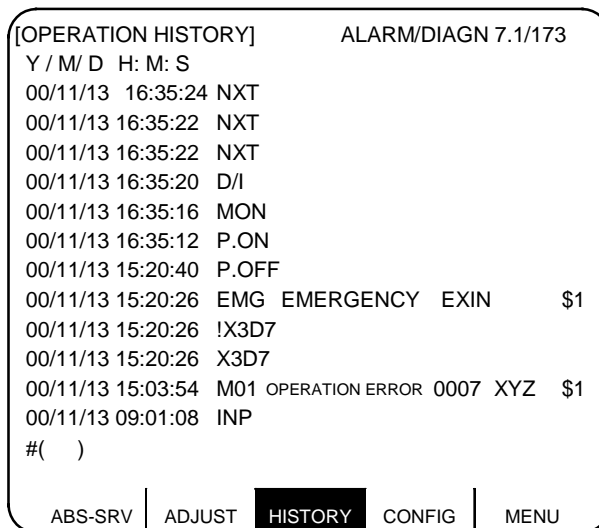 [OPERATION HISTORY] ALARM/DIAGN 7.1/173
Y / M/ D H: M: S
00/11/13 16:35:24 NXT
00/11/13 16:35:22 NXT
00/11/13 16:35:22 NXT
00/11/13 16:35:20 D/I
00/11/13 16:35:16 MON
00/11/13 16:35:12 P.ON
00/11/13 15:20:40 P.OFF
00/11/13 15:20:26 EMG EMERGENCY EXIN $1
00/11/13 15:20:26 !X3D7
00/11/13 15:20:26 X3D7
00/11/13 15:03:54 M01 OPERATION ERROR 0007 XYZ $1
00/11/13 09:01:08 INP
#( )
ABS-SRV ADJUST HISTORY CONFIG MENU